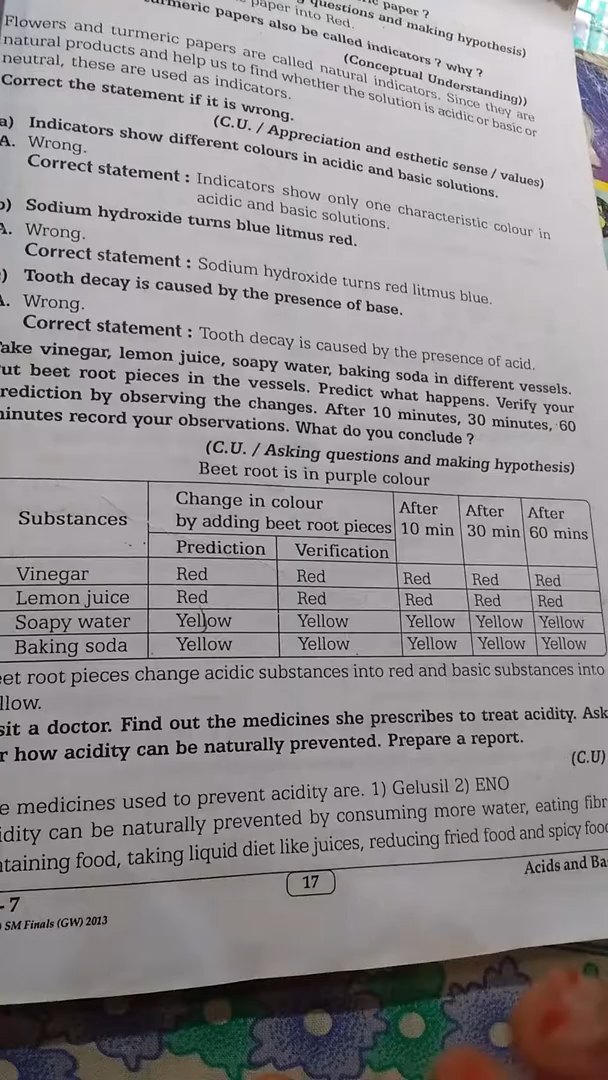 ric paper ?
questions and making hypothesis)
paper into Red.
turmeric papers also be called indicators ? why ?
(Conceptual Understanding))
Flowers and turmeric papers are called natural indicators. Since they are
natural products and help us to find whether the solution is acidic or basic or
neutral, these are used as indicators.
Correct the statement if it is wrong.
(C.U. / Appreciation and esthetic sense / values)
a) Indicators show different colours in acidic and basic solutions.
A. Wrong.
Correct statement : Indicators show only one characteristic colour in
acidic and basic solutions.
b) Sodium hydroxide turns blue litmus red.
A. Wrong.
Correct statement : Sodium hydroxide turns red litmus blue.
) Tooth decay is caused by the presence of base.
A. Wrong.
Correct statement : Tooth decay is caused by the presence of acid.
ake vinegar, lemon juice, soapy water, baking soda in different vessels.
ut beet root pieces in the vessels. Predict what happens. Verify your
rediction by observing the changes. After 10 minutes, 30 minutes, 60
inutes record your observations. What do you conclude ?
(C.U. / Asking questions and making hypothesis)
Beet root is in purple colour
Substances Change in colour by adding beet root pieces After 10 min After 30 min After 60 mins
Prediction Verification
Vinegar Red Red Red Red Red
Lemon juice Red Red Red Red Red
Soapy water Yellow Yellow Yellow Yellow Yellow
Baking soda Yellow Yellow Yellow Yellow Yellow
eet root pieces change acidic substances into red and basic substances into
llow.
sit a doctor. Find out the medicines she prescribes to treat acidity. Ask
r how acidity can be naturally prevented. Prepare a report.
(C.U)
e medicines used to prevent acidity are. 1) Gelusil 2) ENO
idity can be naturally prevented by consuming more water, eating fibr
ntaining food, taking liquid diet like juices, reducing fried food and spicy food
17
Acids and Ba
- 7
SM Finals (GW) 2013